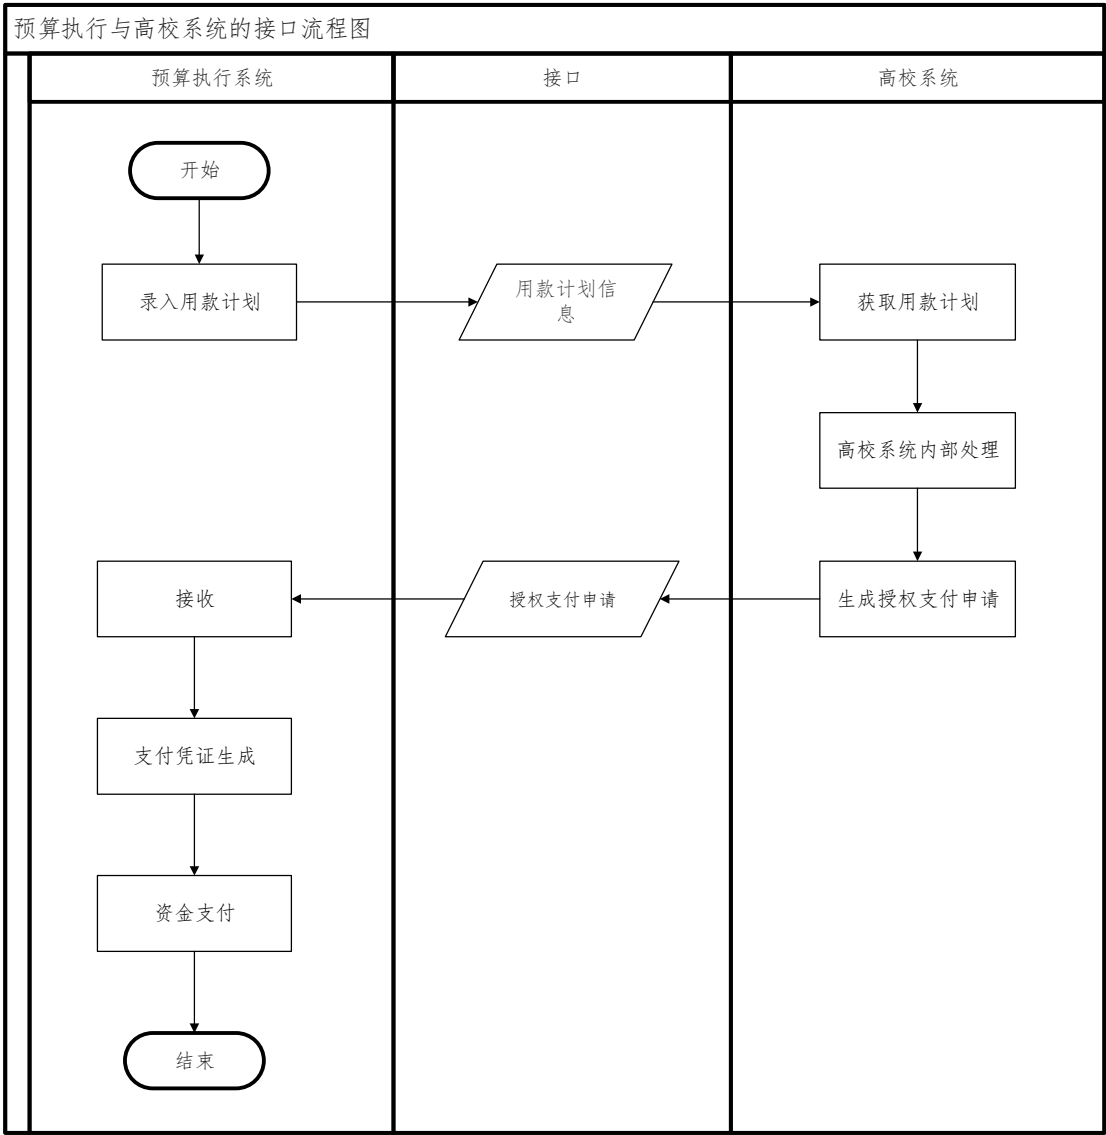 预算执行与高校系统的接口流程图
预算执行系统
接口
高校系统
开始
录入用款计划
用款计划信
息
获取用款计划
高校系统内部处理
接收
授权支付申请
生成授权支付申请
支付凭证生成
资金支付
结束